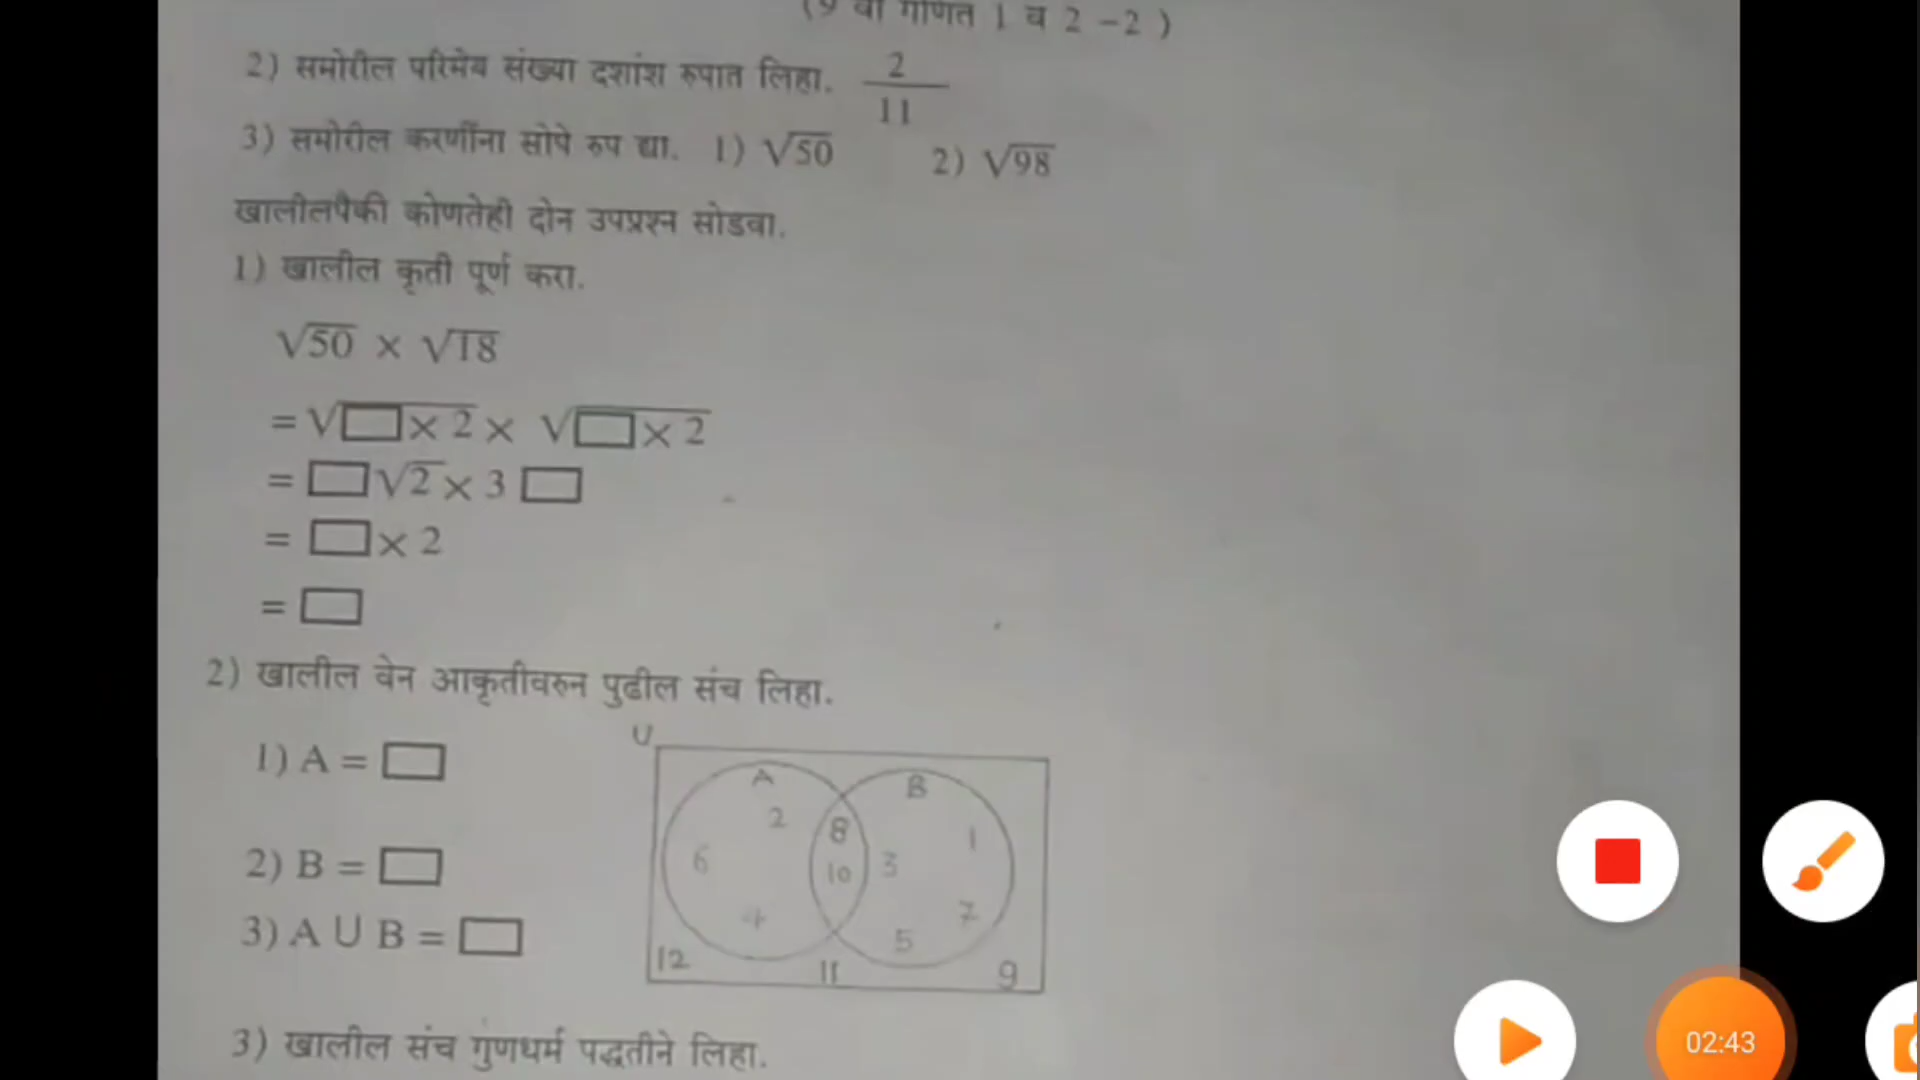 (9 वी गणित 1 व 2 -2 )
2) समोरील परिमेय संख्या दशांश रुपात लिहा. 2/11
3) समोरील करणींना सोपे रुप द्या. 1) √50 2) √98
खालीलपैकी कोणतेही दोन उपप्रश्न सोडवा.
1) खालील कृती पूर्ण करा.
√50 × √18
= √□ × 2 × √□ × 2
= □√2 × 3 □
= □ × 2
= □
2) खालील वेन आकृतीवरुन पुढील संच लिहा.
1) A = □
2) B = □
3) A U B = □
U
A B
2 8 1
6 10 3
4 5 7
12 11 9
3) खालील संच गुणधर्म पद्धतीने लिहा.
02:43